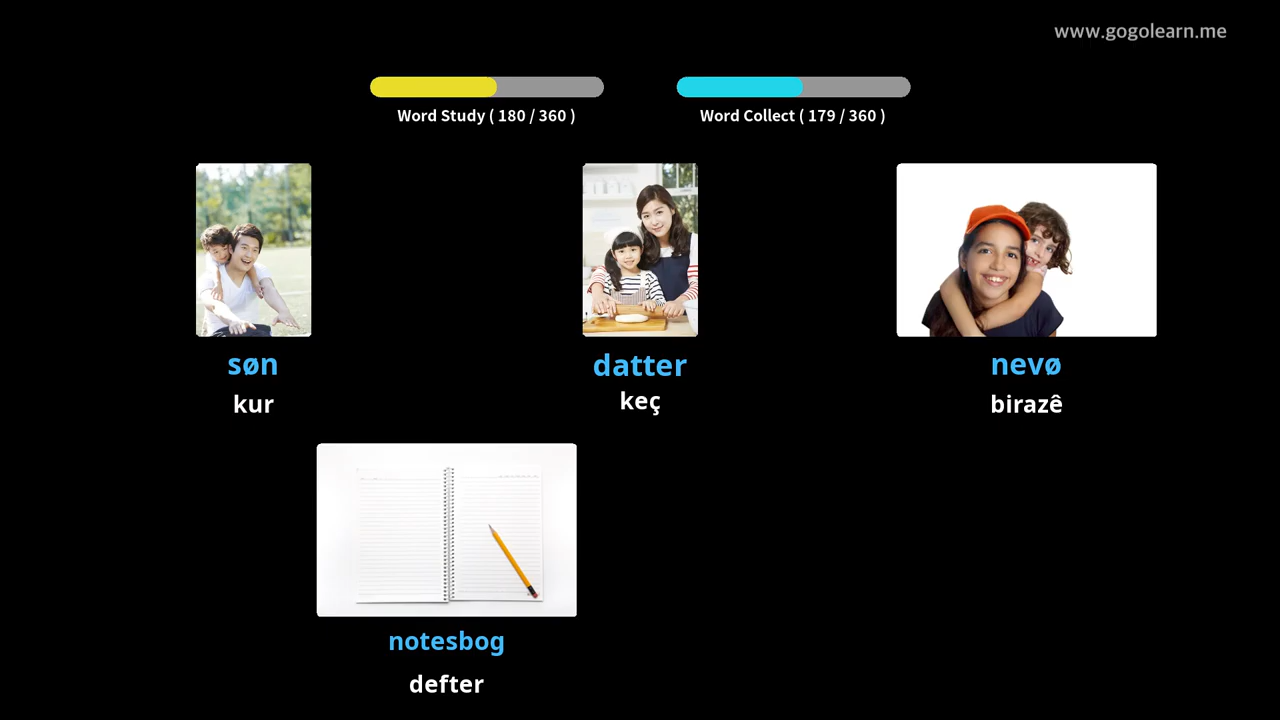 www.gogolearn.me
Word Study ( 180 / 360 )
Word Collect ( 179 / 360 )
søn
kur
datter
keç
nevø
birazê
notesbog
defter